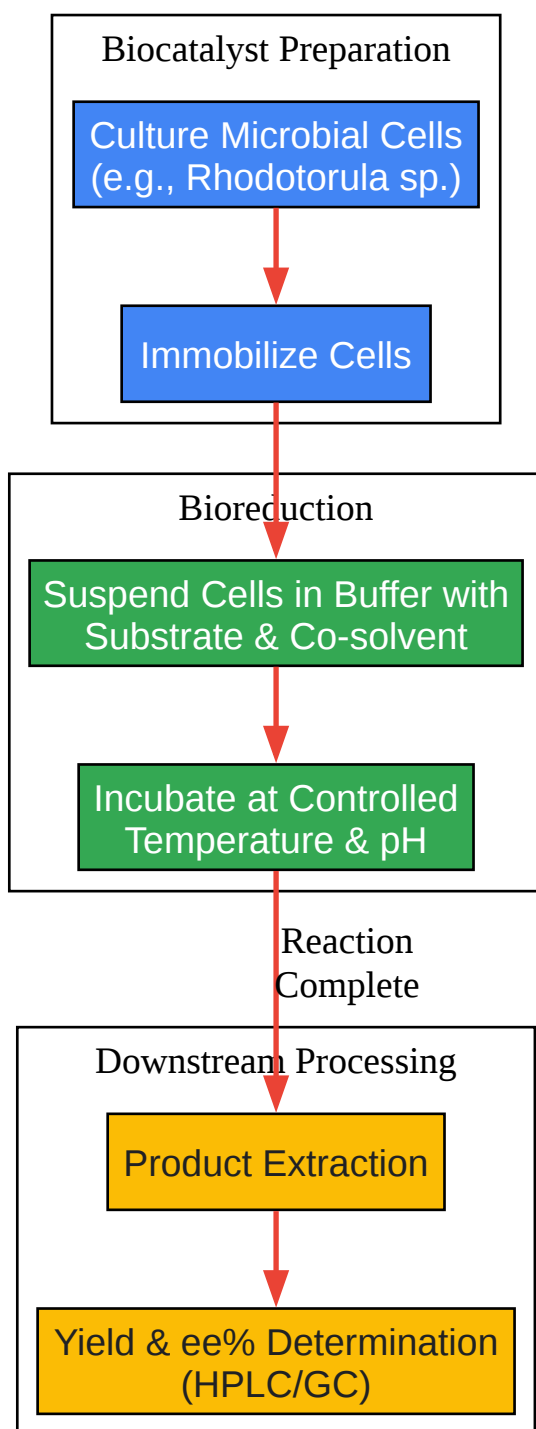 Biocatalyst Preparation
Culture Microbial Cells
(e.g., Rhodotorula sp.)
Immobilize Cells
Bioreduction
Suspend Cells in Buffer with
Substrate & Co-solvent
Incubate at Controlled
Temperature & pH
Reaction
Complete
Downstream Processing
Product Extraction
Yield & ee% Determination
(HPLC/GC)